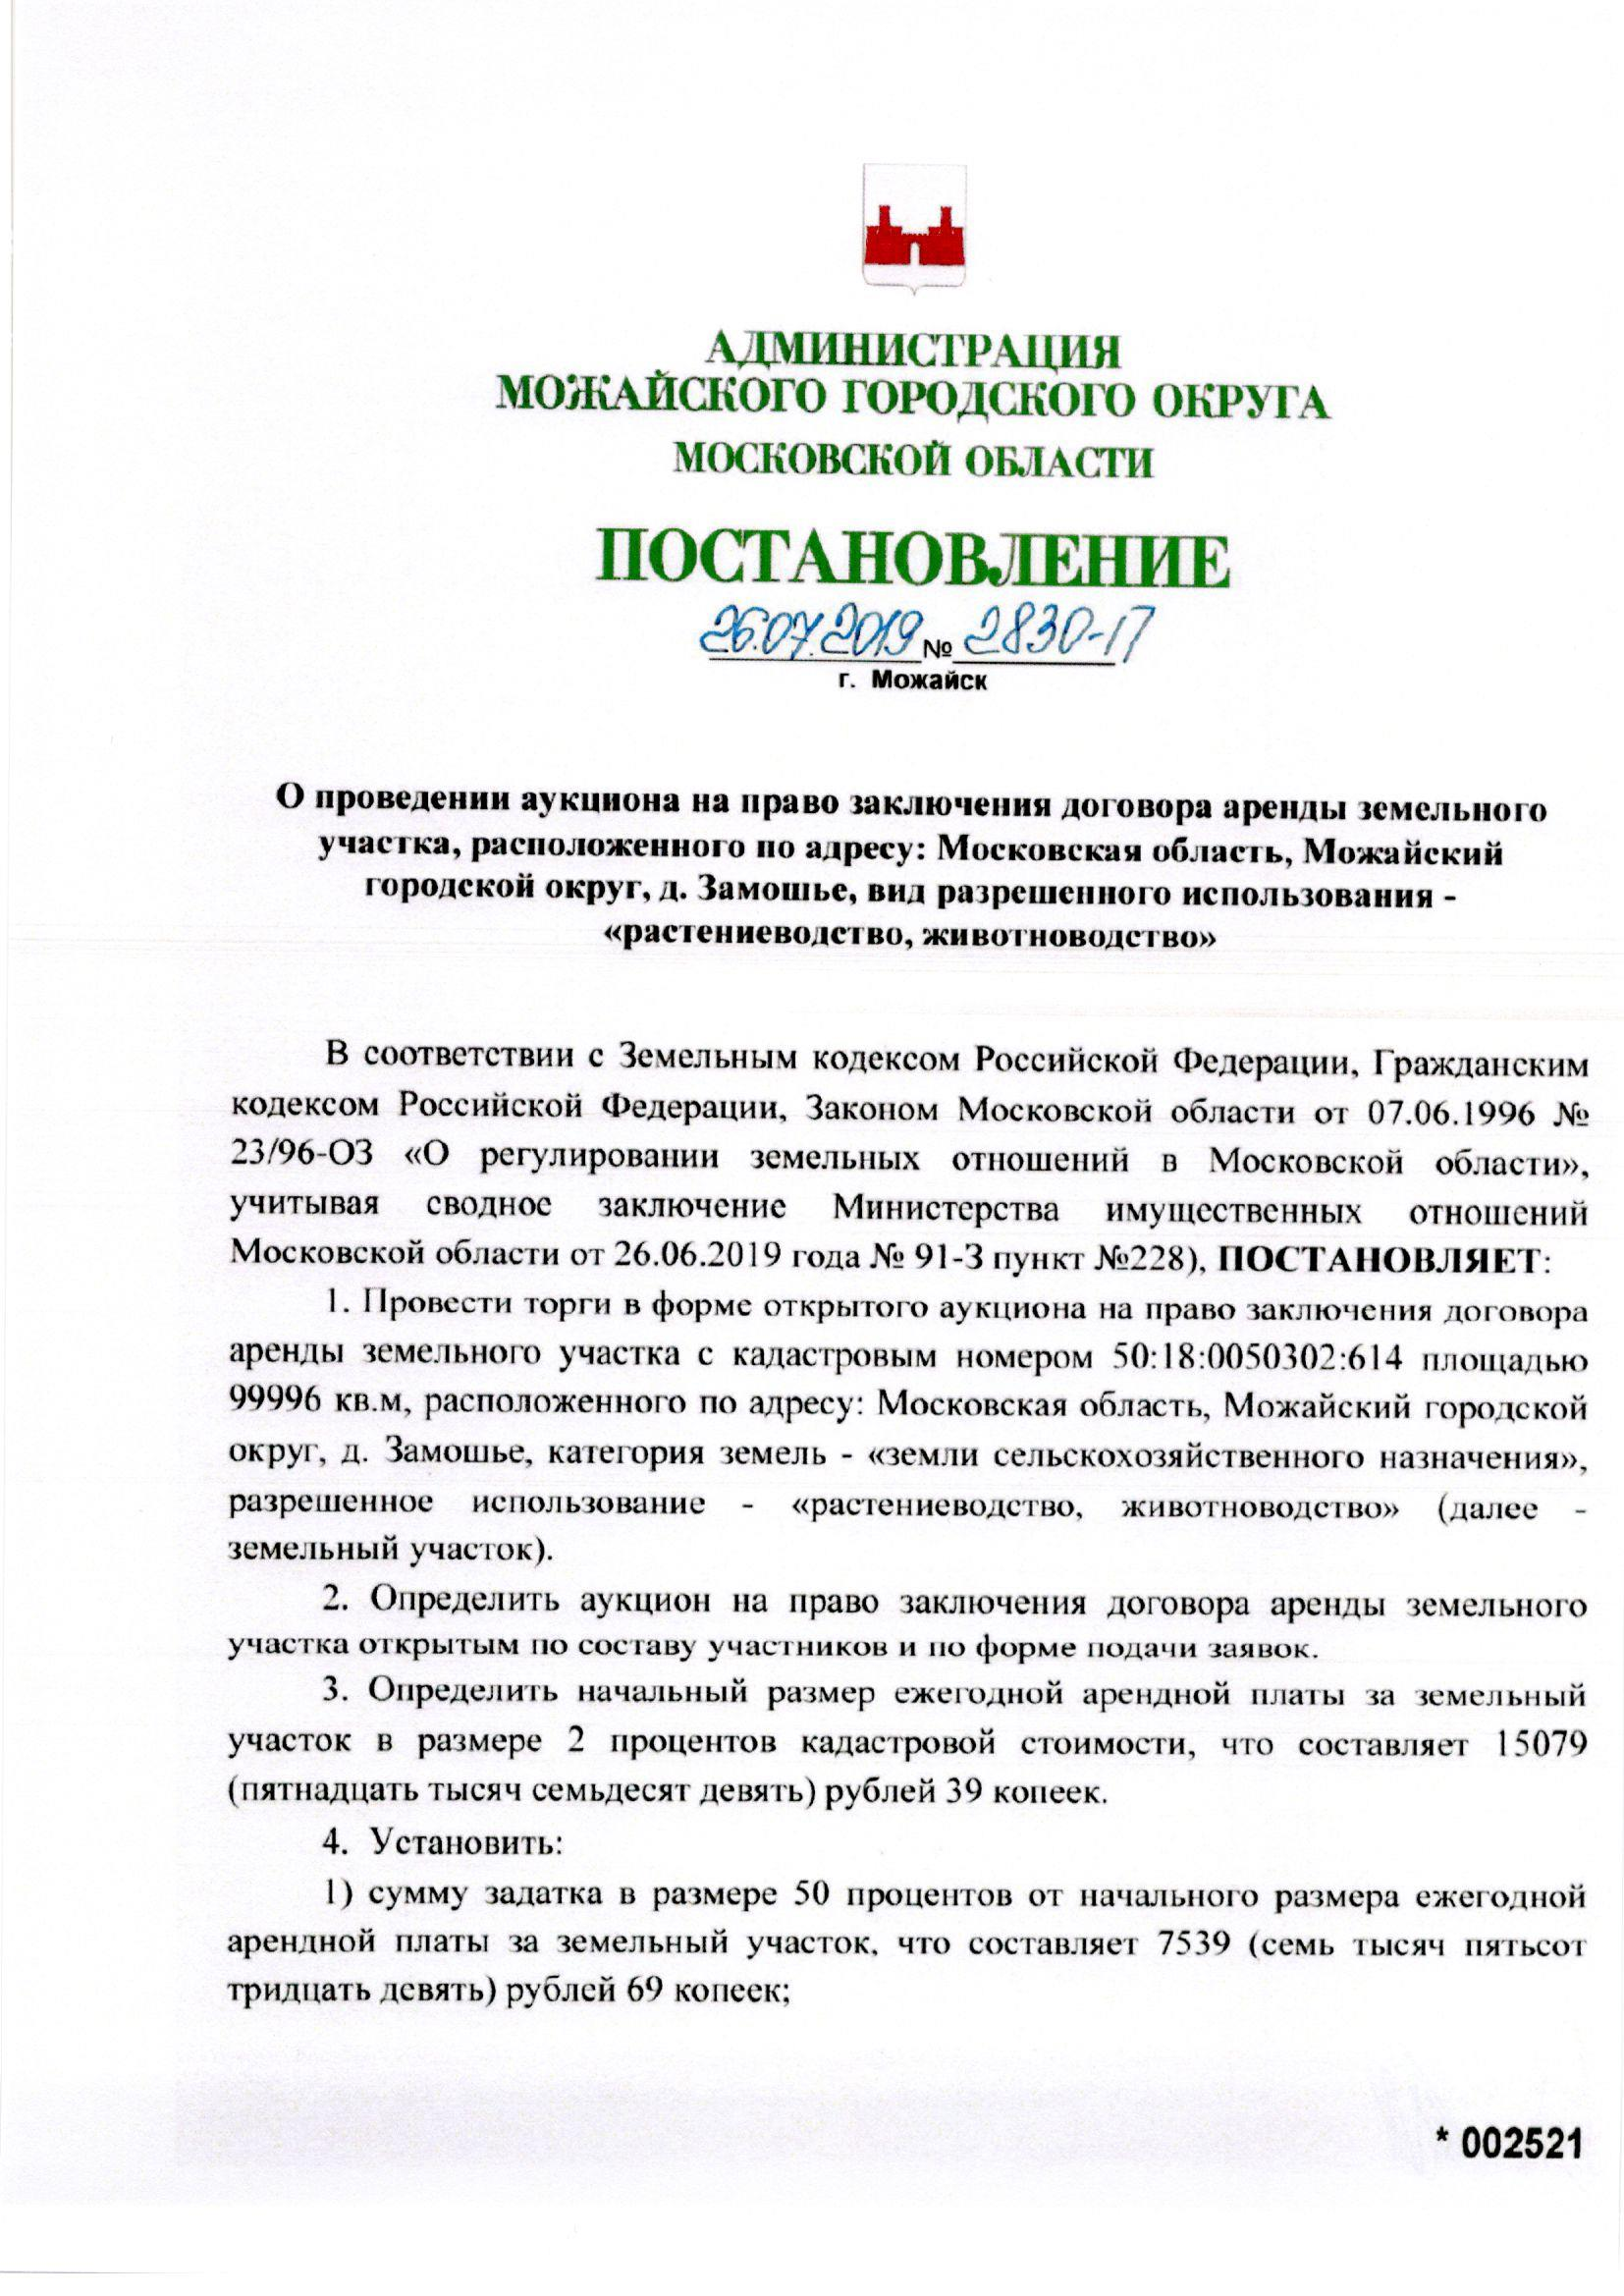 АДМИНИСТРАЦИЯ
МОЖАЙСКОГО ГОРОДСКОГО ОКРУГА
МОСКОВСКОЙ ОБЛАСТИ
ПОСТАНОВЛЕНИЕ
26.07.2019 № 2830-П
г. Можайск
О проведении аукциона на право заключения договора аренды земельного
участка, расположенного по адресу: Московская область, Можайский
городской округ, д. Замошье, вид разрешенного использования -
«растениеводство, животноводство»
В соответствии с Земельным кодексом Российской Федерации, Гражданским
кодексом Российской Федерации, Законом Московской области от 07.06.1996 №
23/96-ОЗ «О регулировании земельных отношений в Московской области»,
учитывая сводное заключение Министерства имущественных отношений
Московской области от 26.06.2019 года № 91-З пункт №228), ПОСТАНОВЛЯЕТ:
1. Провести торги в форме открытого аукциона на право заключения договора
аренды земельного участка с кадастровым номером 50:18:0050302:614 площадью
99996 кв.м, расположенного по адресу: Московская область, Можайский городской
округ, д. Замошье, категория земель - «земли сельскохозяйственного назначения»,
разрешенное использование - «растениеводство, животноводство» (далее -
земельный участок).
2. Определить аукцион на право заключения договора аренды земельного
участка открытым по составу участников и по форме подачи заявок.
3. Определить начальный размер ежегодной арендной платы за земельный
участок в размере 2 процентов кадастровой стоимости, что составляет 15079
(пятнадцать тысяч семьдесят девять) рублей 39 копеек.
4. Установить:
1) сумму задатка в размере 50 процентов от начального размера ежегодной
арендной платы за земельный участок, что составляет 7539 (семь тысяч пятьсот
тридцать девять) рублей 69 копеек;
* 002521